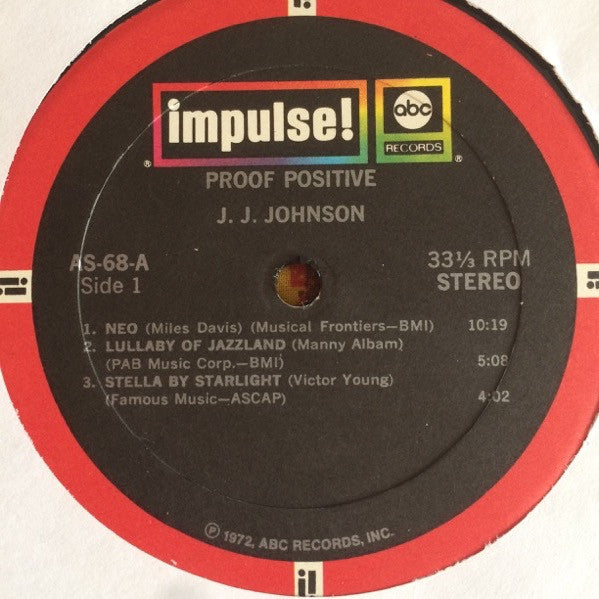 impulse!
abc
RECORDS
®
®
PROOF POSITIVE
J. J. JOHNSON
AS-68-A
Side 1
33⅓ RPM
STEREO
1. NEO (Miles Davis) (Musical Frontiers—BMI) 10:19
2. LULLABY OF JAZZLAND (Manny Albam)
(PAB Music Corp.—BMI) 5:08
3. STELLA BY STARLIGHT (Victor Young)
(Famous Music—ASCAP) 4:02
℗ 1972, ABC RECORDS, INC.